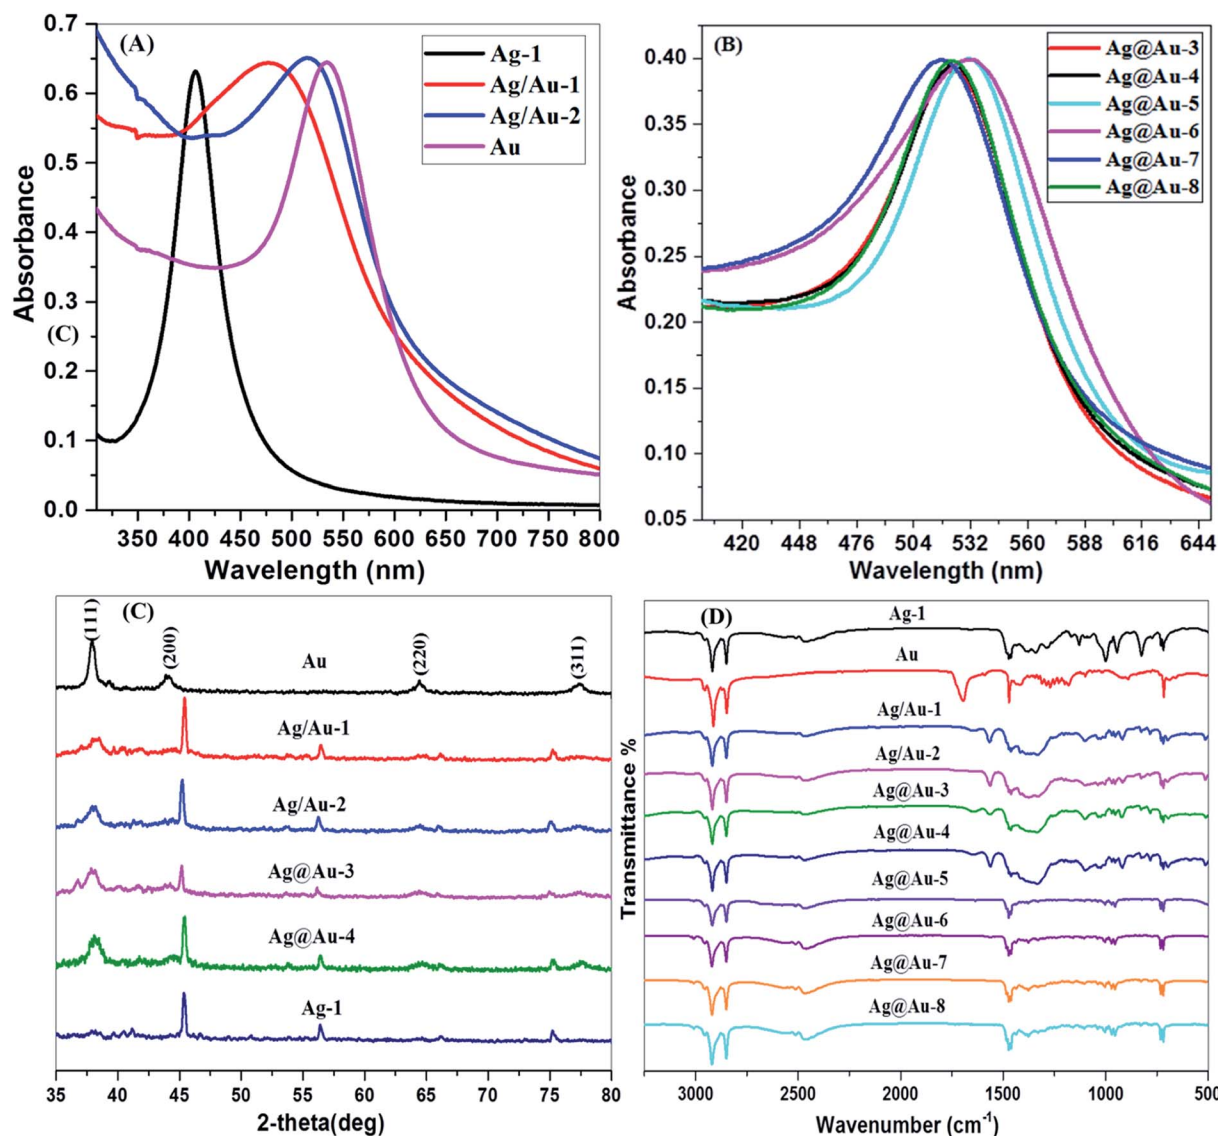 (A)
Ag-1
Ag/Au-1
Ag/Au-2
Au
0.7
0.6
0.5
0.4
0.3
0.2
0.1
0.0
Absorbance
(C)
350 400 450 500 550 600 650 700 750 800
Wavelength (nm)
(B)
Ag@Au-3
Ag@Au-4
Ag@Au-5
Ag@Au-6
Ag@Au-7
Ag@Au-8
0.40
0.35
0.30
0.25
0.20
0.15
0.10
0.05
Absorbance
420 448 476 504 532 560 588 616 644
Wavelength (nm)
(C)
(111)
(200)
(220)
(311)
Au
Ag/Au-1
Ag/Au-2
Ag@Au-3
Ag@Au-4
Ag-1
35 40 45 50 55 60 65 70 75 80
2-theta(deg)
(D)
Ag-1
Au
Ag/Au-1
Ag/Au-2
Ag@Au-3
Ag@Au-4
Ag@Au-5
Ag@Au-6
Ag@Au-7
Ag@Au-8
Transmittance %
3000 2500 2000 1500 1000 500
Wavenumber (cm-1)